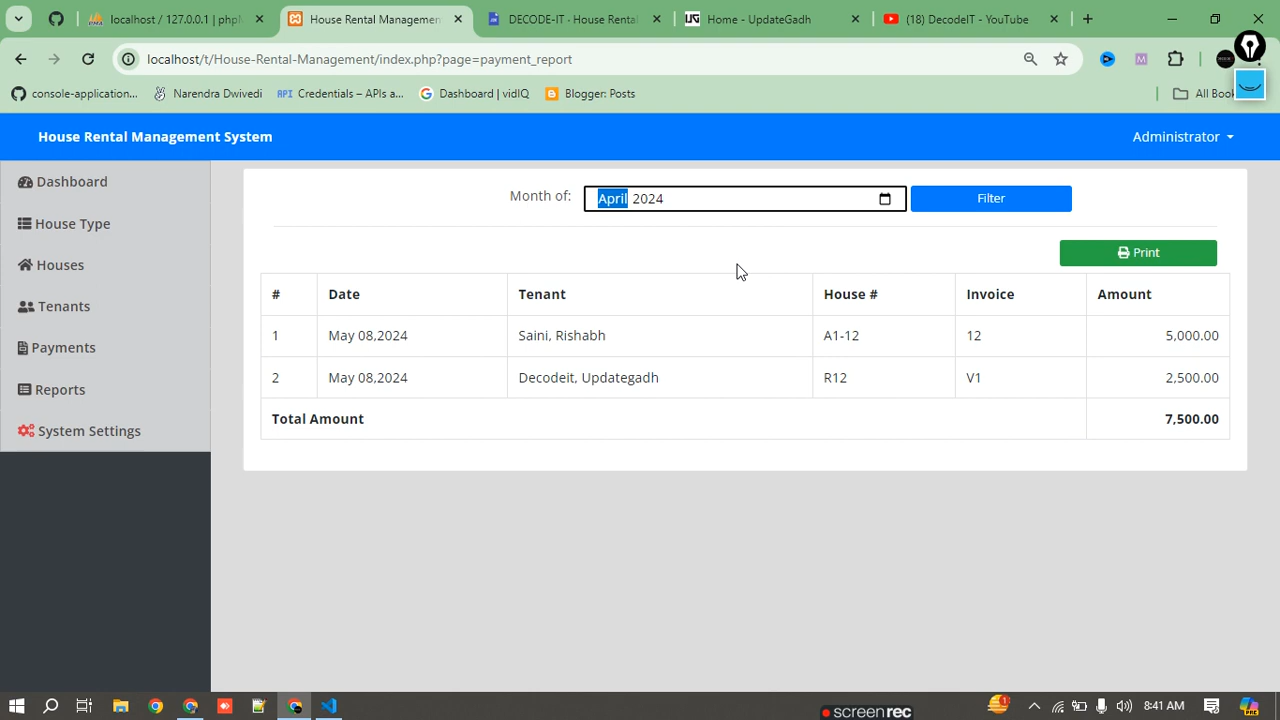 localhost / 127.0.0.1 | php
House Rental Management
DECODE-IT - House Rental
Home - UpdateGadh
(18) DecodeIT - YouTube
localhost/t/House-Rental-Management/index.php?page=payment_report
console-application...
Narendra Dwivedi
API Credentials – APIs a...
Dashboard | vidIQ
Blogger: Posts
All Boo
House Rental Management System
Administrator
Dashboard
House Type
Houses
Tenants
Payments
Reports
System Settings
Month of: April 2024 Filter
Print
# Date Tenant House # Invoice Amount
1 May 08,2024 Saini, Rishabh A1-12 12 5,000.00
2 May 08,2024 Decodeit, Updategadh R12 V1 2,500.00
Total Amount 7,500.00
8:41 AM
screenrec